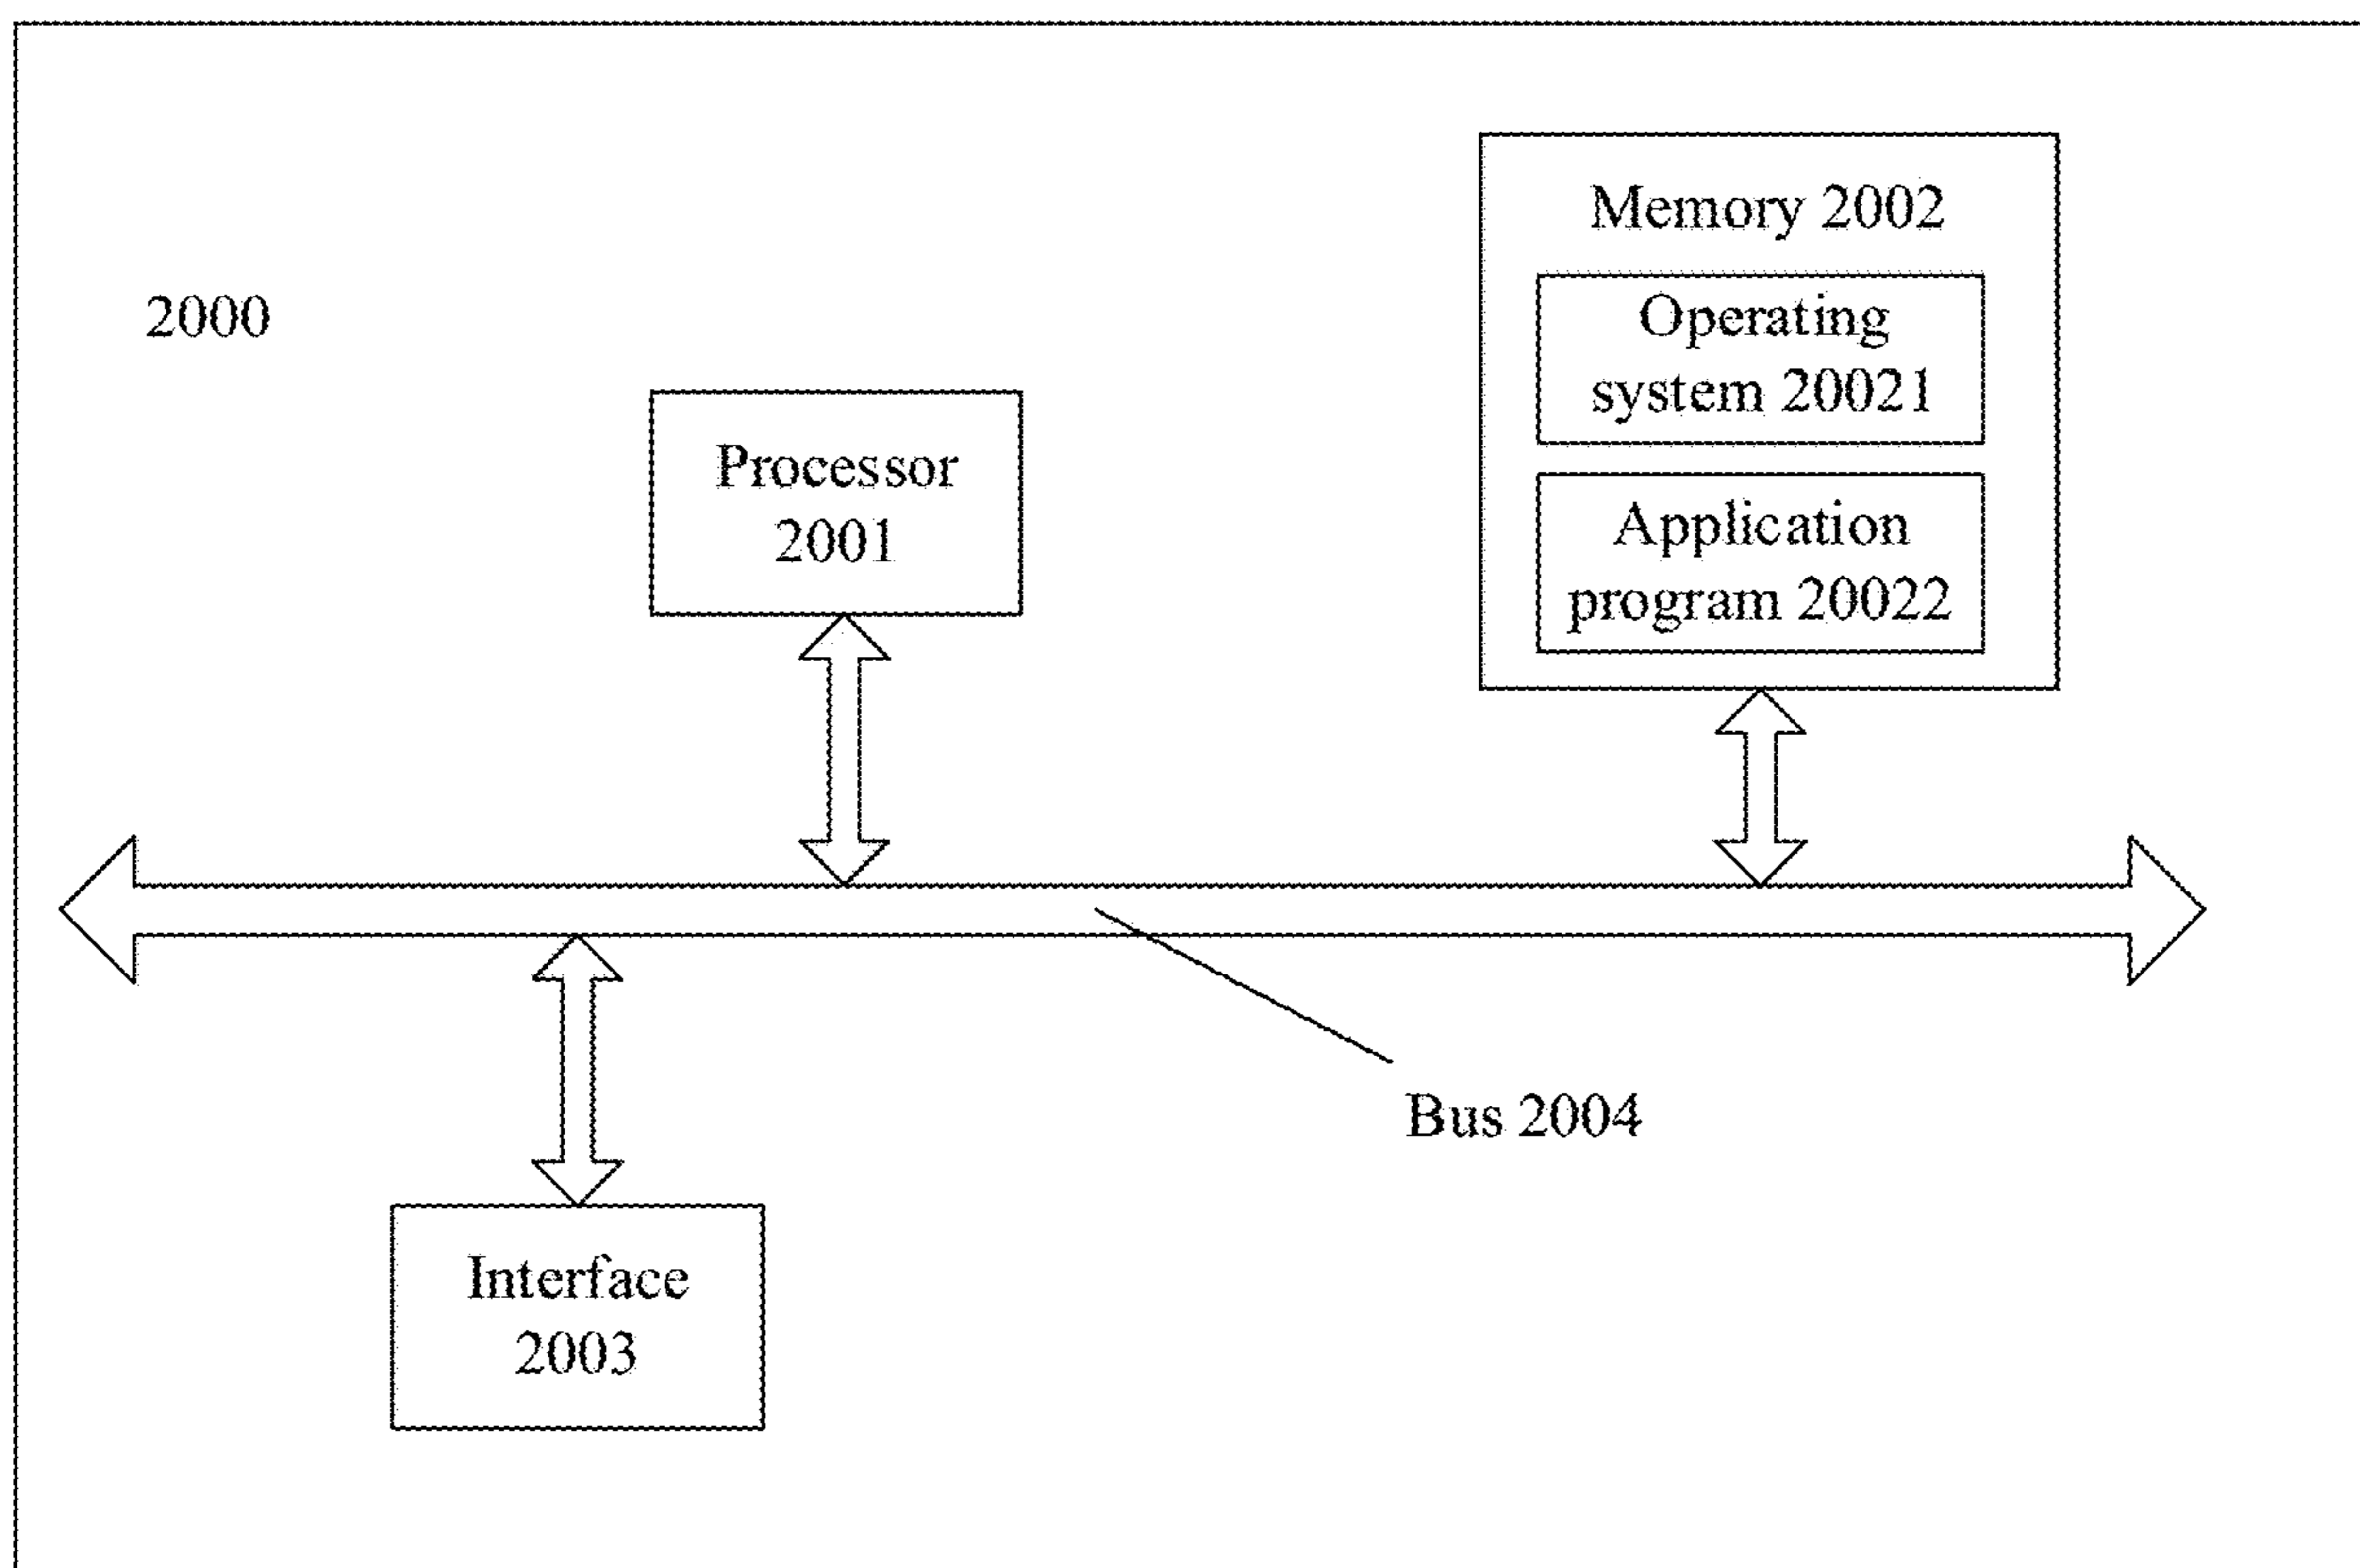 Memory 2002
2000
Operating
system 20021
Processor
2001
Application
program 20022
Bus 2004
Interface
2003